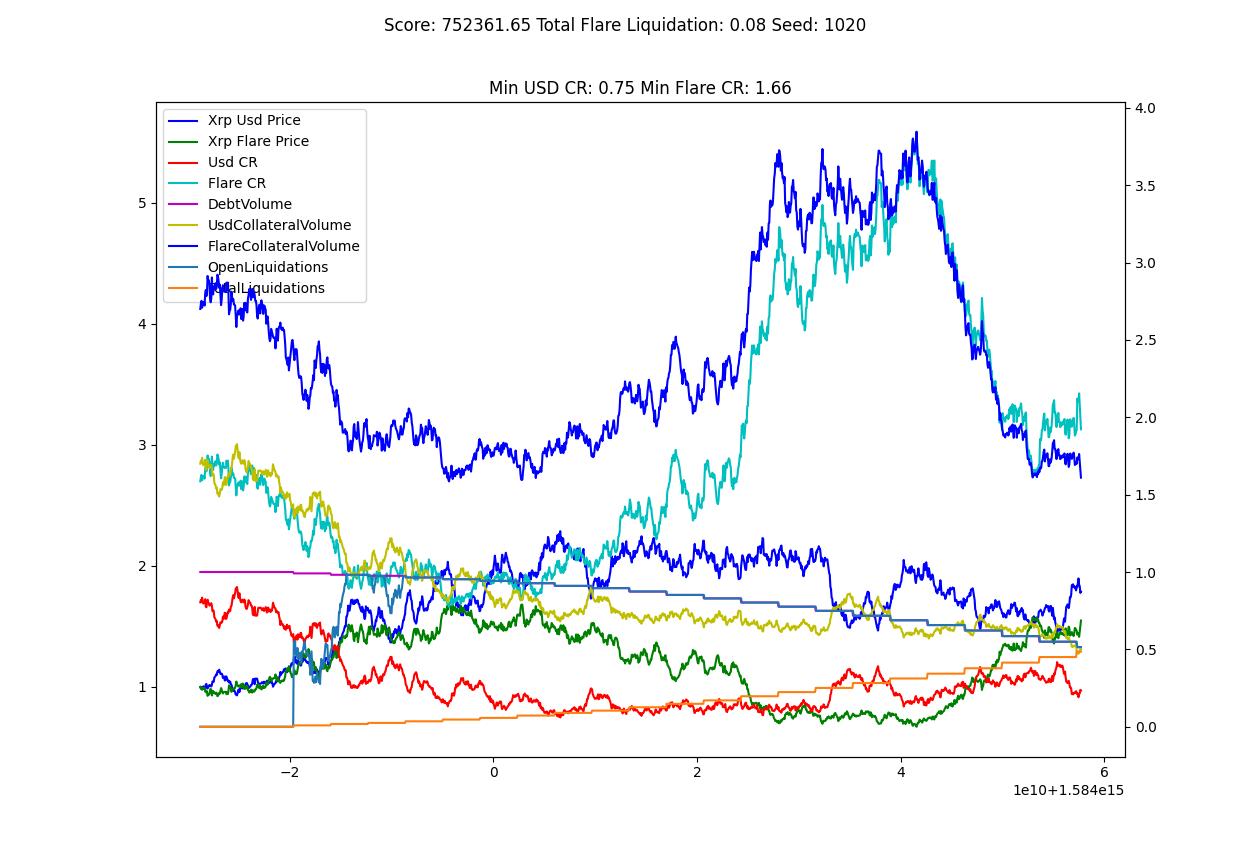 Score: 752361.65 Total Flare Liquidation: 0.08 Seed: 1020
Min USD CR: 0.75 Min Flare CR: 1.66
Xrp Usd Price
Xrp Flare Price
Usd CR
Flare CR
DebtVolume
UsdCollateralVolume
FlareCollateralVolume
OpenLiquidations
TotalLiquidations
5
4
3
2
1
4.0
3.5
3.0
2.5
2.0
1.5
1.0
0.5
0.0
−2 0 2 4 6
1e10+1.584e15